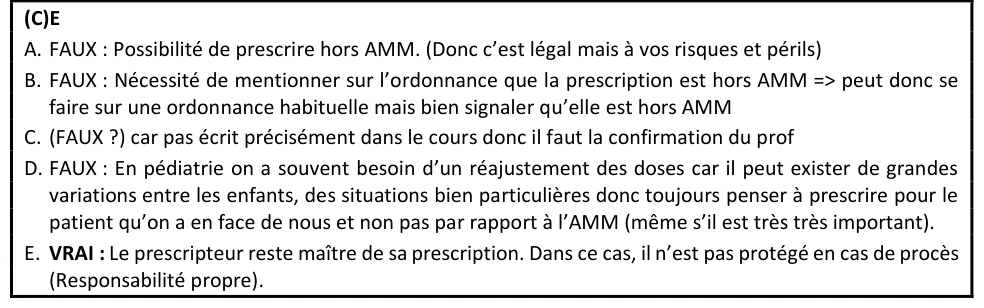 (C)E
A. FAUX : Possibilité de prescrire hors AMM. (Donc c’est légal mais à vos risques et périls)
B. FAUX : Nécessité de mentionner sur l’ordonnance que la prescription est hors AMM => peut donc se
faire sur une ordonnance habituelle mais bien signaler qu’elle est hors AMM
C. (FAUX ?) car pas écrit précisément dans le cours donc il faut la confirmation du prof
D. FAUX : En pédiatrie on a souvent besoin d’un réajustement des doses car il peut exister de grandes
variations entre les enfants, des situations bien particulières donc toujours penser à prescrire pour le
patient qu’on a en face de nous et non pas par rapport à l’AMM (même s’il est très très important).
E. VRAI : Le prescripteur reste maître de sa prescription. Dans ce cas, il n’est pas protégé en cas de procès
(Responsabilité propre).